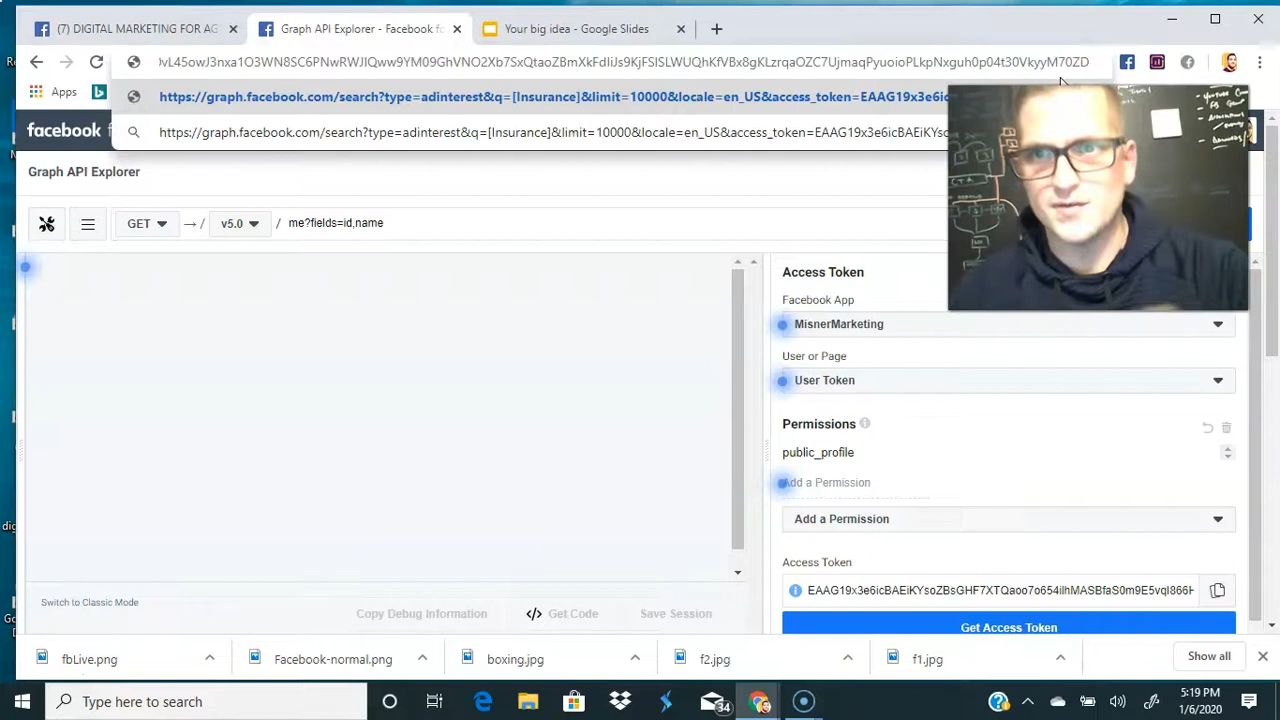 (7) DIGITAL MARKETING FOR AG
Graph API Explorer - Facebook fo
Your big idea - Google Slides
https://graph.facebook.com/search?type=adinterest&q=[Insurance]&limit=10000&locale=en_US&access_token=EAAG19x3e6ic
Apps
https://graph.facebook.com/search?type=adinterest&q=[Insurance]&limit=10000&locale=en_US&access_token=EAAG19x3e6icBAEiKYso
facebook
Graph API Explorer
GET
→ /
v5.0
/ me?fields=id,name
Access Token
Facebook App
MisnerMarketing
User or Page
User Token
Permissions
public_profile
Add a Permission
Add a Permission
Access Token
Switch to Classic Mode
Copy Debug Information
</> Get Code
Save Session
Get Access Token
fbLive.png
Facebook-normal.png
boxing.jpg
f2.jpg
f1.jpg
Show all
Type here to search
34
5:19 PM
1/6/2020